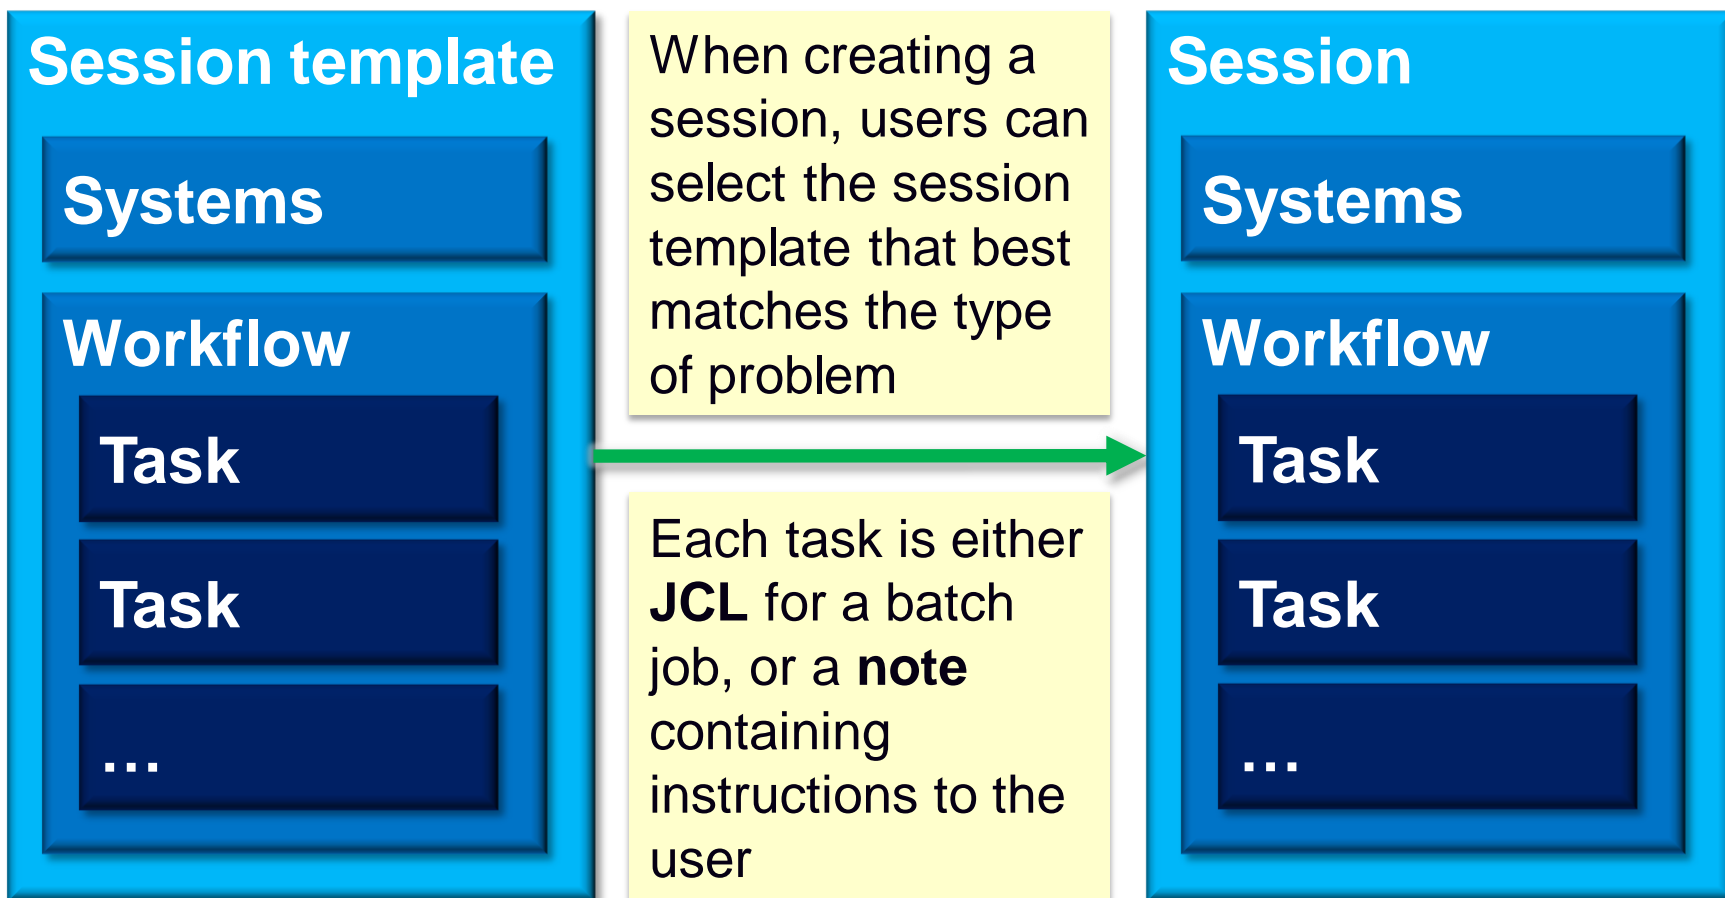 Session template
Systems
Workflow
Task
Task
…
When creating a
session, users can
select the session
template that best
matches the type
of problem
Each task is either
JCL for a batch
job, or a note
containing
instructions to the
user
Session
Systems
Workflow
Task
Task
…